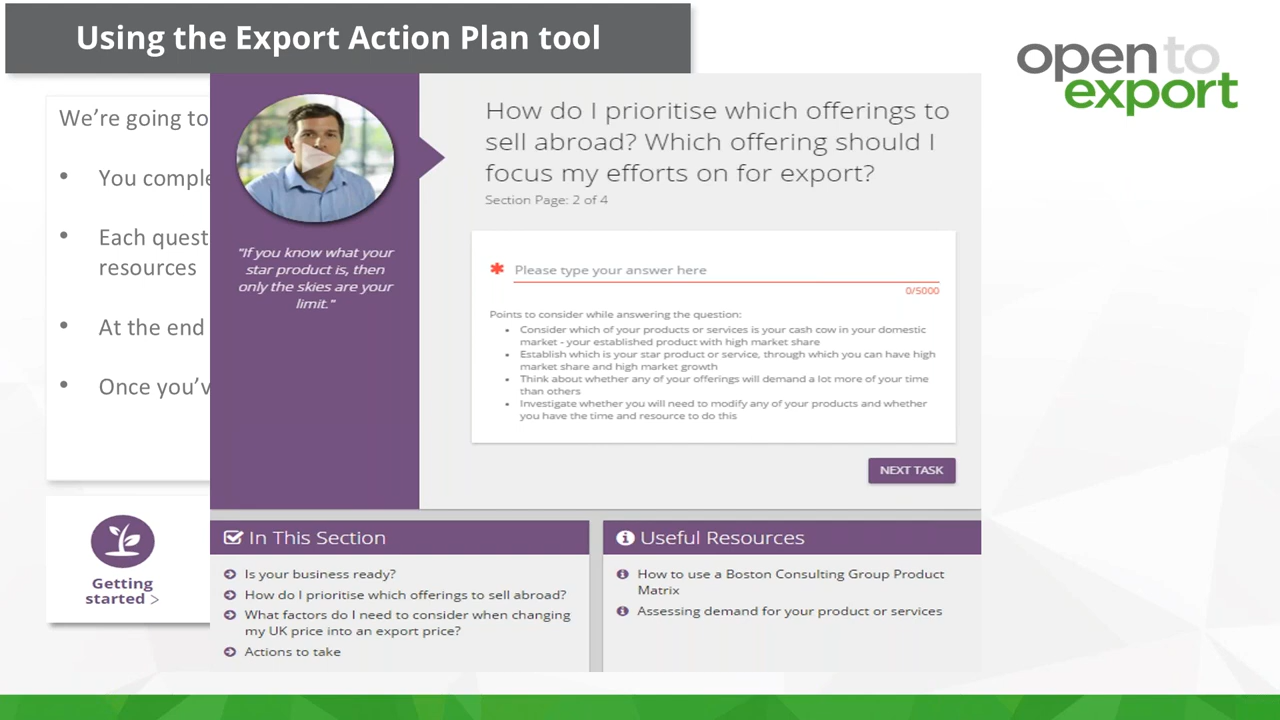 Using the Export Action Plan tool
open to
export
We're going to
• You comple
• Each quest
resources
• At the end
• Once you'v
Getting
started >
"If you know what your
star product is, then
only the skies are your
limit."
How do I prioritise which offerings to
sell abroad? Which offering should I
focus my efforts on for export?
Section Page: 2 of 4
* Please type your answer here
0/5000
Points to consider while answering the question:
• Consider which of your products or services is your cash cow in your domestic
market - your established product with high market share
• Establish which is your star product or service, through which you can have high
market share and high market growth
• Think about whether any of your offerings will demand a lot more of your time
than others
• Investigate whether you will need to modify any of your products and whether
you have the time and resource to do this
NEXT TASK
In This Section
Is your business ready?
How do I prioritise which offerings to sell abroad?
What factors do I need to consider when changing
my UK price into an export price?
Actions to take
Useful Resources
How to use a Boston Consulting Group Product
Matrix
Assessing demand for your product or services